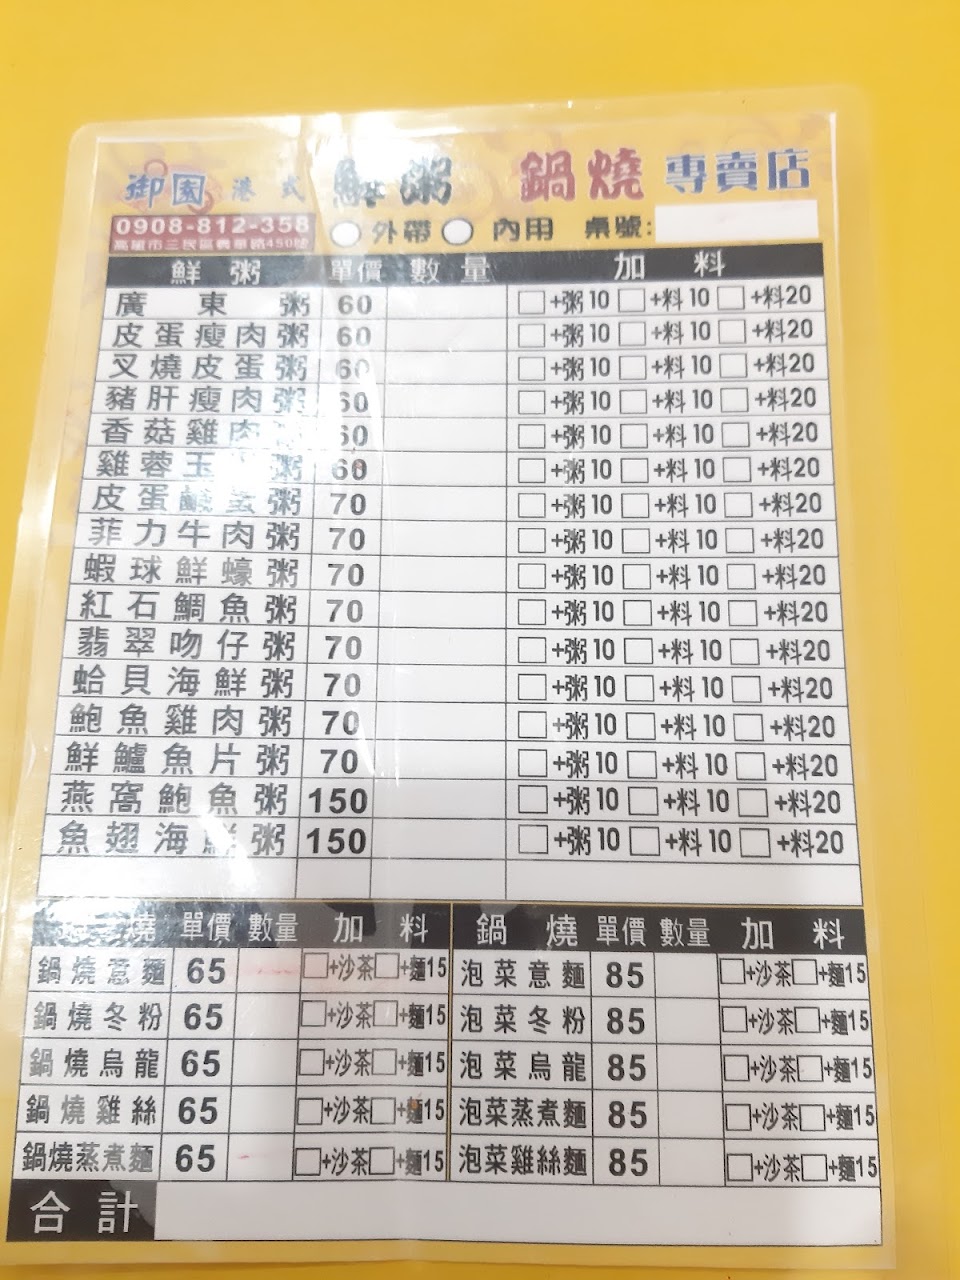 御園 港式 鮮粥 鍋燒 專賣店
0908-812-358
高雄市三民區義華路450號
外帶 內用 桌號:
鮮粥 單價 數量 加料
廣東粥 60 +粥10 +料10 +料20
皮蛋瘦肉粥 60 +粥10 +料10 +料20
叉燒皮蛋粥 60 +粥10 +料10 +料20
豬肝瘦肉粥 60 +粥10 +料10 +料20
香菇雞肉 60 +粥10 +料10 +料20
雞蓉玉 粥 60 +粥10 +料10 +料20
皮蛋鹹蛋粥 70 +粥10 +料10 +料20
菲力牛肉粥 70 +粥10 +料10 +料20
蝦球鮮蠔粥 70 +粥10 +料10 +料20
紅石鯛魚粥 70 +粥10 +料10 +料20
翡翠吻仔粥 70 +粥10 +料10 +料20
蛤貝海鮮粥 70 +粥10 +料10 +料20
鮑魚雞肉粥 70 +粥10 +料10 +料20
鮮鱸魚片粥 70 +粥10 +料10 +料20
燕窩鮑魚粥 150 +粥10 +料10 +料20
魚翅海鮮粥 150 +粥10 +料10 +料20
燒 單價 數量 加料 鍋燒 單價 數量 加料
鍋燒意麵 65 +沙茶 +麵15 泡菜意麵 85 +沙茶 +麵15
鍋燒冬粉 65 +沙茶 +麵15 泡菜冬粉 85 +沙茶 +麵15
鍋燒烏龍 65 +沙茶 +麵15 泡菜烏龍 85 +沙茶 +麵15
鍋燒雞絲 65 +沙茶 +麵15 泡菜蒸煮麵 85 +沙茶 +麵15
鍋燒蒸煮麵 65 +沙茶 +麵15 泡菜雞絲麵 85 +沙茶 +麵15
合計